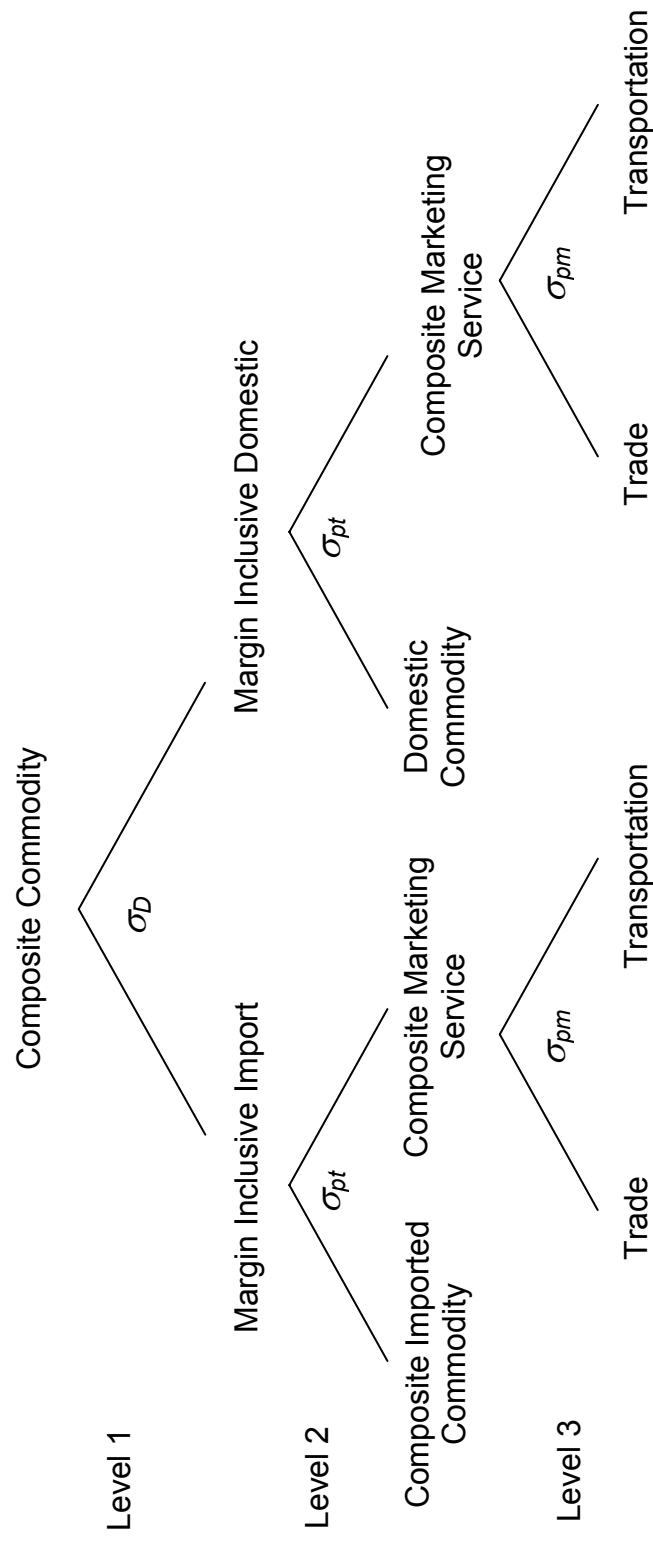 Composite Commodity
Level 1
σD
Margin Inclusive Import
Margin Inclusive Domestic
Level 2
σpt
σpt
Composite Imported
Commodity
Composite Marketing
Service
Domestic
Commodity
Composite Marketing
Service
Level 3
σpm
σpm
Trade
Transportation
Trade
Transportation